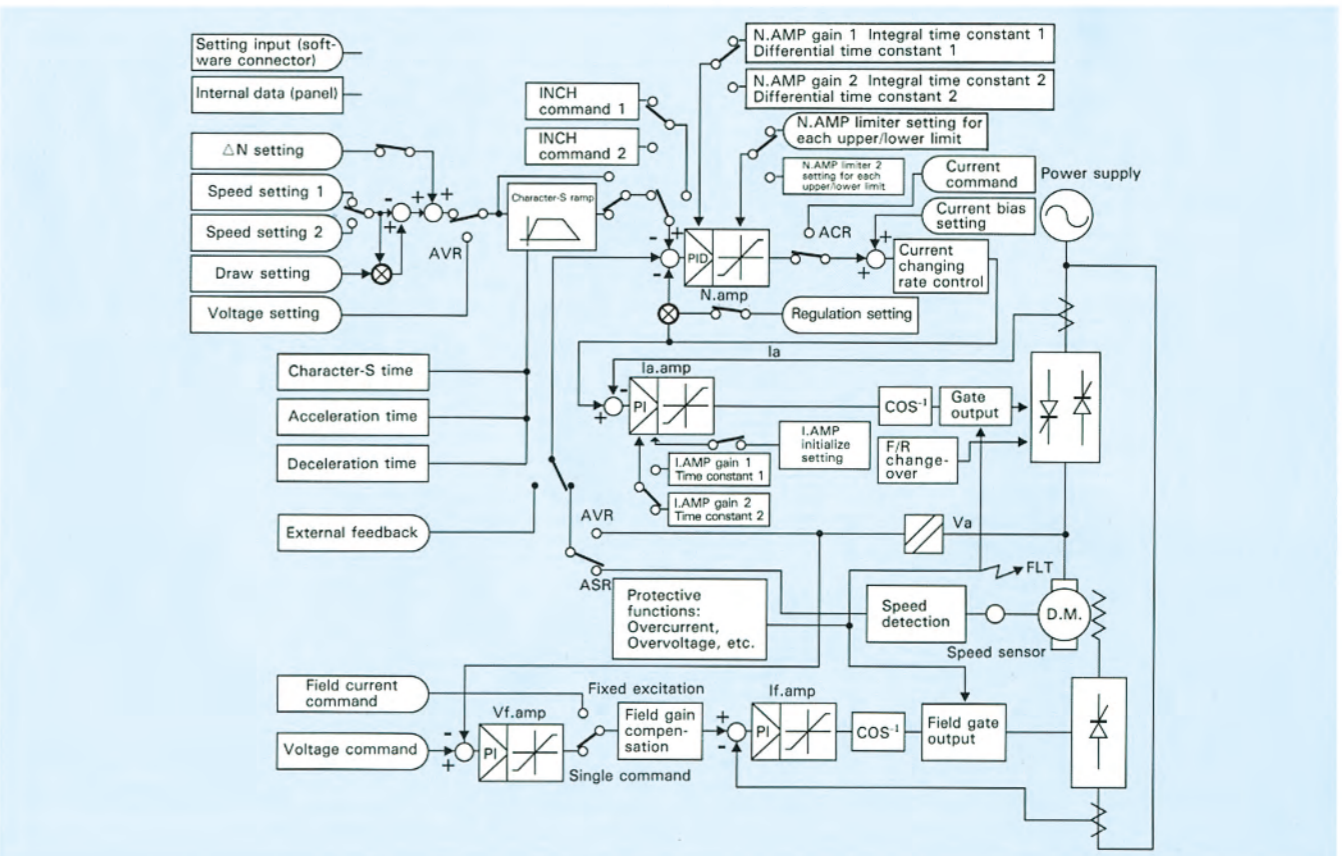 Setting input (soft-
ware connector)
Internal data (panel)
△N setting
Speed setting 1
Speed setting 2
Draw setting
Voltage setting
AVR
Character-S time
Acceleration time
Deceleration time
External feedback
INCH
command 1
INCH
command 2
Character-S ramp
N.AMP gain 1 Integral time constant 1
Differential time constant 1
N.AMP gain 2 Integral time constant 2
Differential time constant 2
N.AMP limiter setting for
each upper/lower limit
N.AMP limiter 2
setting for each
upper/lower limit
Current
command
Power supply
Current bias
setting
ACR
PID
N.amp
Current
changing
rate control
Regulation setting
Ia
Ia.amp
PI
COS⁻¹
Gate
output
I.AMP
initialize
setting
F/R
change-
over
I.AMP gain 1
Time constant 1
I.AMP gain 2
Time constant 2
AVR
ASR
Va
FLT
Protective
functions:
Overcurrent,
Overvoltage, etc.
Speed
detection
D.M.
Speed sensor
Field current
command
Voltage command
Vf.amp
PI
Fixed excitation
Single command
Field gain
compen-
sation
If.amp
PI
COS⁻¹
Field gate
output
- + + + + - + - - + + - + - + + -